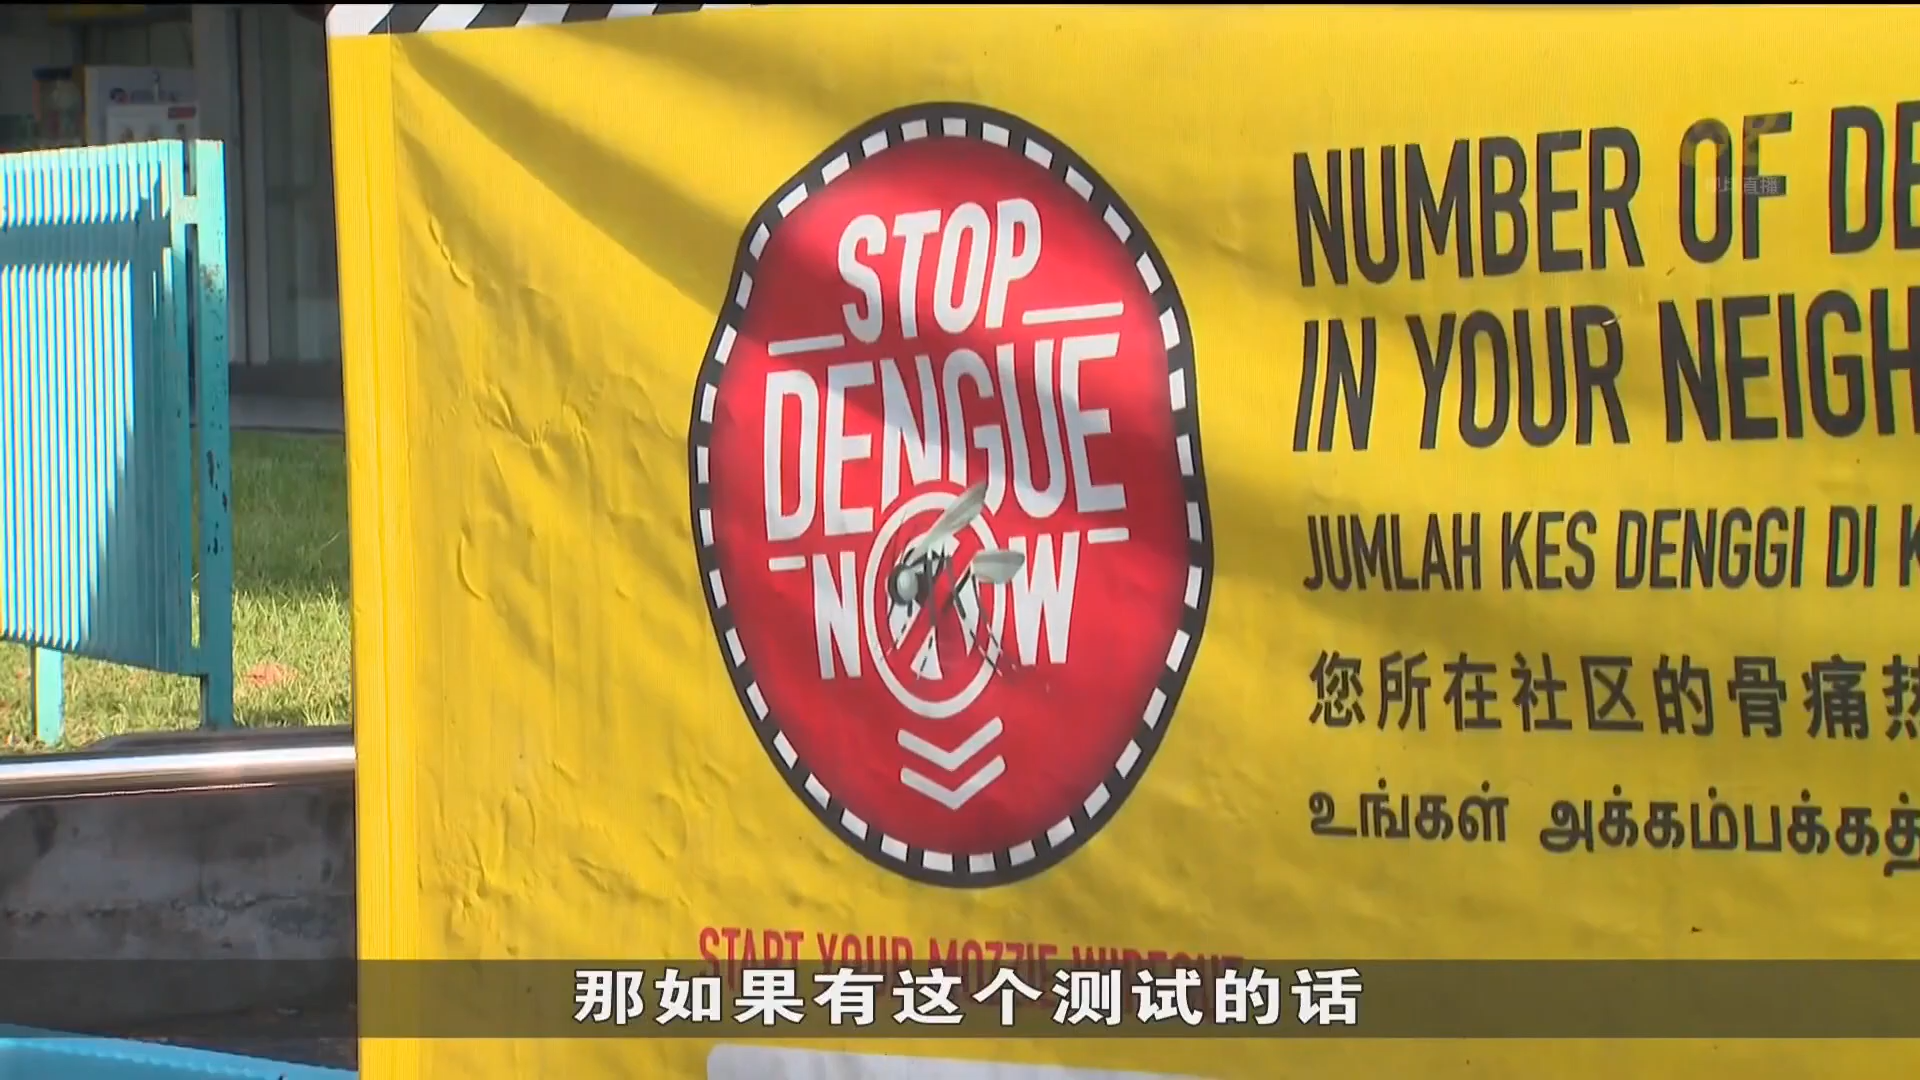 STOP
DENGUE
NOW
NUMBER OF DE
IN YOUR NEIGH
JUMLAH KES DENGGI DI K
您所在社区的骨痛热
உங்கள் அக்கம்பக்கத்
START YOUR MOZZIE WIPEOUT
那如果有这个测试的话